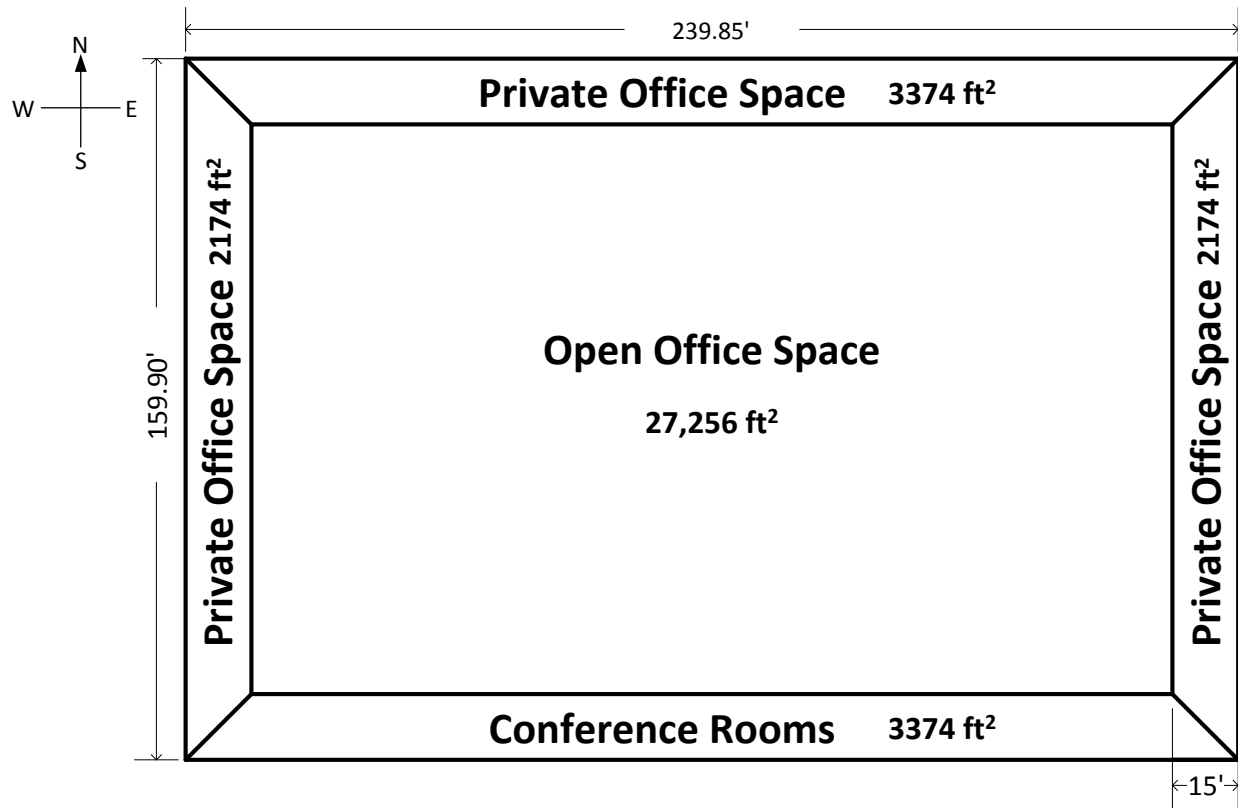 239.85'
N
W E
S
Private Office Space 3374 ft²
159.90'
Private Office Space 2174 ft²
Open Office Space
27,256 ft²
Private Office Space 2174 ft²
Conference Rooms 3374 ft²
15'